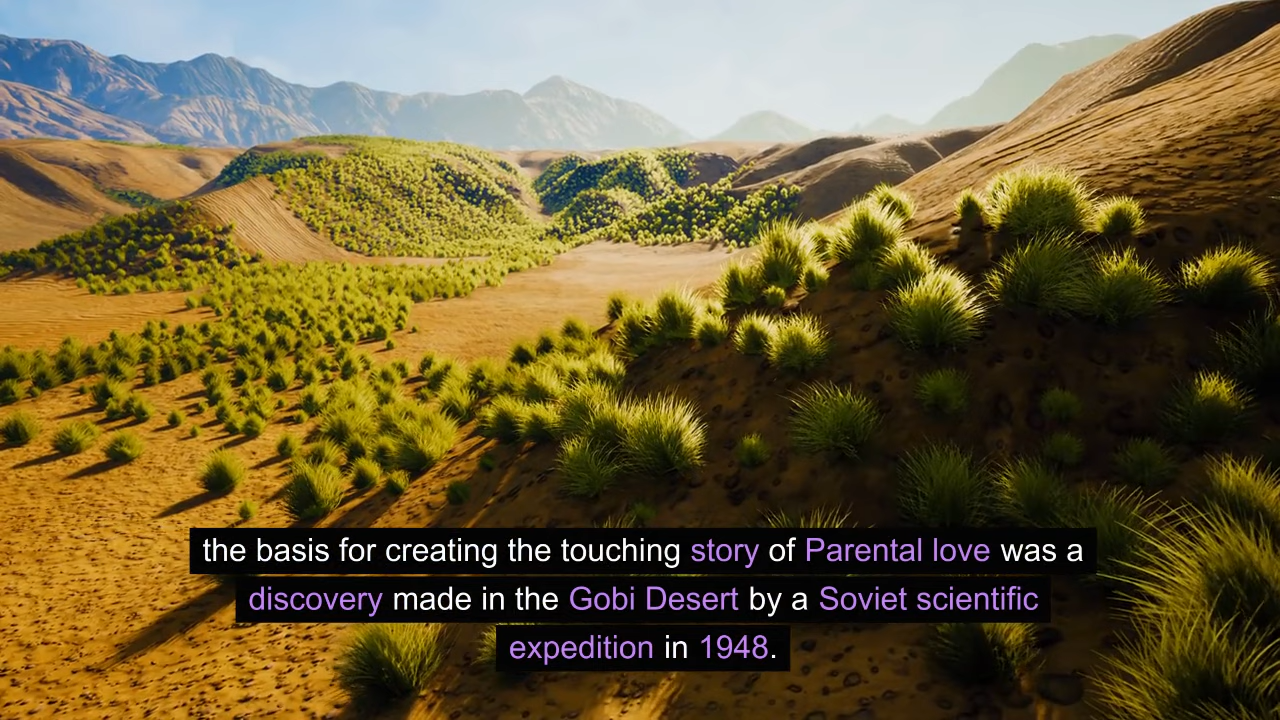 the basis for creating the touching story of Parental love was a
discovery made in the Gobi Desert by a Soviet scientific
expedition in 1948.